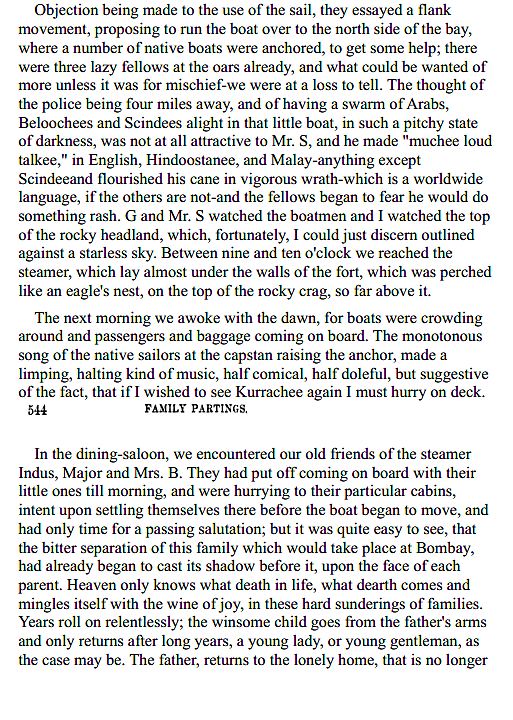 Objection being made to the use of the sail, they essayed a flank
movement, proposing to run the boat over to the north side of the bay,
where a number of native boats were anchored, to get some help; there
were three lazy fellows at the oars already, and what could be wanted of
more unless it was for mischief-we were at a loss to tell. The thought of
the police being four miles away, and of having a swarm of Arabs,
Beloochees and Scindees alight in that little boat, in such a pitchy state
of darkness, was not at all attractive to Mr. S, and he made "muchee loud
talkee," in English, Hindoostanee, and Malay-anything except
Scindeeand flourished his cane in vigorous wrath-which is a worldwide
language, if the others are not-and the fellows began to fear he would do
something rash. G and Mr. S watched the boatmen and I watched the top
of the rocky headland, which, fortunately, I could just discern outlined
against a starless sky. Between nine and ten o'clock we reached the
steamer, which lay almost under the walls of the fort, which was perched
like an eagle's nest, on the top of the rocky crag, so far above it.
The next morning we awoke with the dawn, for boats were crowding
around and passengers and baggage coming on board. The monotonous
song of the native sailors at the capstan raising the anchor, made a
limping, halting kind of music, half comical, half doleful, but suggestive
of the fact, that if I wished to see Kurrachee again I must hurry on deck.
544 FAMILY PARTINGS.
In the dining-saloon, we encountered our old friends of the steamer
Indus, Major and Mrs. B. They had put off coming on board with their
little ones till morning, and were hurrying to their particular cabins,
intent upon settling themselves there before the boat began to move, and
had only time for a passing salutation; but it was quite easy to see, that
the bitter separation of this family which would take place at Bombay,
had already began to cast its shadow before it, upon the face of each
parent. Heaven only knows what death in life, what dearth comes and
mingles itself with the wine of joy, in these hard sunderings of families.
Years roll on relentlessly; the winsome child goes from the father's arms
and only returns after long years, a young lady, or young gentleman, as
the case may be. The father, returns to the lonely home, that is no longer